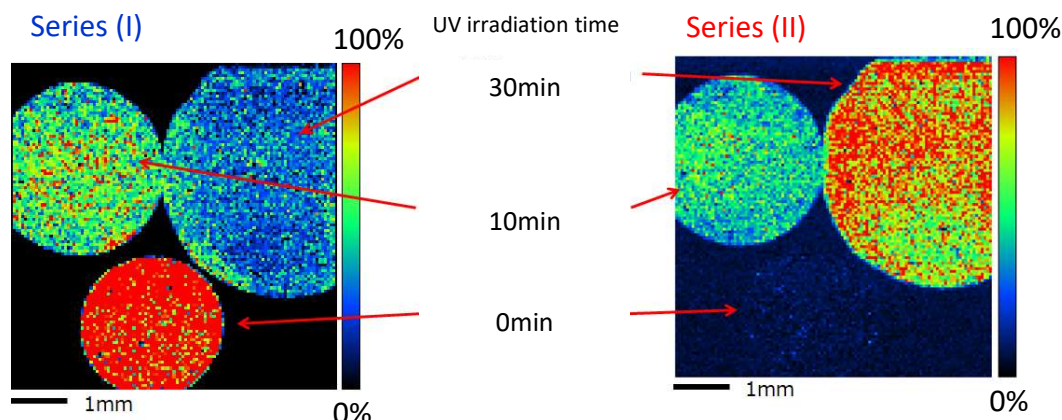 Series (I)
UV irradiation time
Series (II)
100%
100%
30min
10min
0min
1mm
0%
1mm
0%